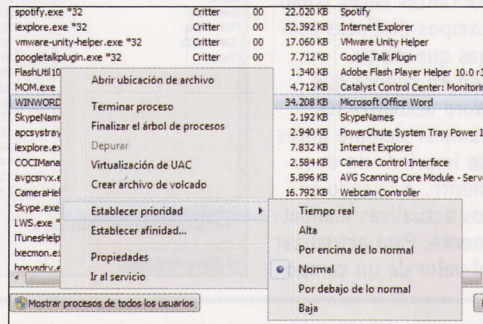 spotify.exe *32 Critter 00 22.020 KB Spotify
iexplore.exe *32 Critter 00 52.392 KB Internet Explorer
vmware-unity-helper.exe *32 Critter 00 17.060 KB VMware Unity Helper
googletalkplugin.exe *32 Critter 00 7.712 KB Google Talk Plugin
FlashUtil10 1.340 KB Adobe Flash Player Helper 10.0 r
MOM.exe 4.712 KB Catalyst Control Center: Monitorin
WINWORD 34.208 KB Microsoft Office Word
SkypeName 2.192 KB SkypeNames
apcsystray 2.940 KB PowerChute System Tray Power I
iexplore.ex 7.832 KB Internet Explorer
COCIMana 2.584 KB Camera Control Interface
avgcsrvx.e 5.896 KB AVG Scanning Core Module - Serv
CameraHel 16.792 KB Webcam Controller
Skype.exe
LWS.exe *
iTunesHelp
lxecmon.ex
Abrir ubicación de archivo
Terminar proceso
Finalizar el árbol de procesos
Depurar
Virtualización de UAC
Crear archivo de volcado
Establecer prioridad
Establecer afinidad...
Propiedades
Ir al servicio
Tiempo real
Alta
Por encima de lo normal
Normal
Por debajo de lo normal
Baja
Mostrar procesos de todos los usuarios